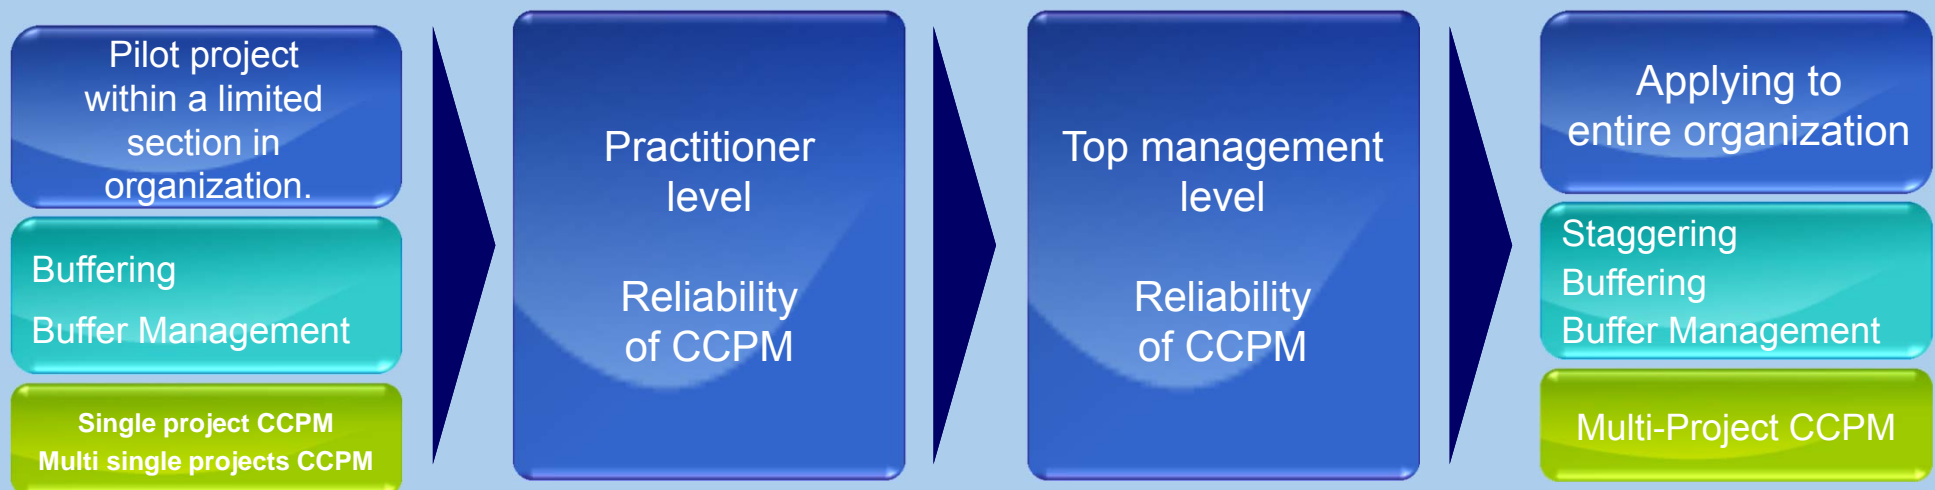 Pilot project
within a limited
section in
organization.
Buffering
Buffer Management
Single project CCPM
Multi single projects CCPM
Practitioner
level
Reliability
of CCPM
Top management
level
Reliability
of CCPM
Applying to
entire organization
Staggering
Buffering
Buffer Management
Multi-Project CCPM